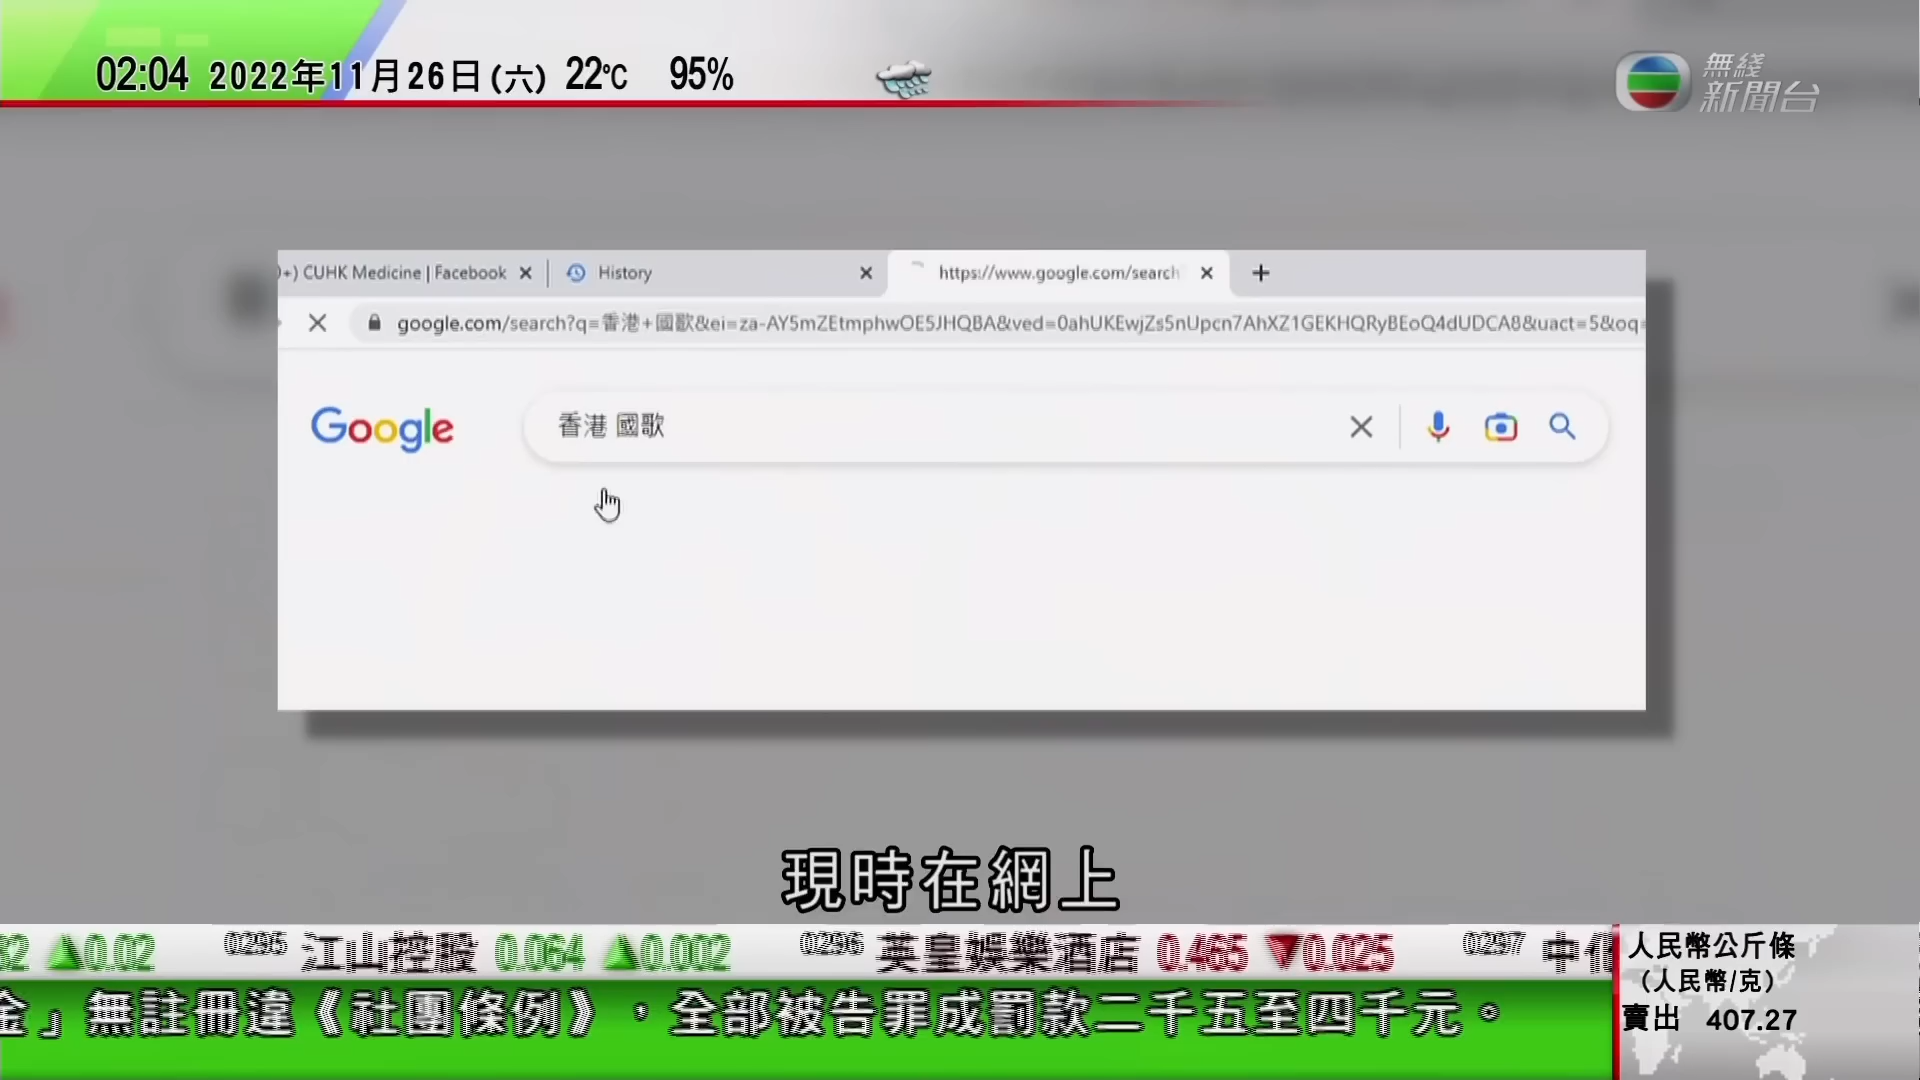 02:04 2022年11月26日(六) 22℃ 95%
無綫
新聞台
+) CUHK Medicine | Facebook
History
https://www.google.com/search
google.com/search?q=香港+國歌&ei=za-AY5mZEtmphwOE5JHQBA&ved=0ahUKEwjZs5nUpcn7AhXZ1GEKHQRyBEoQ4dUDCA8&uact=5&oq=
Google
香港 國歌
現時在網上
32 ▲0.02 0295 江山控股 0.064 ▲0.002 0296 英皇娛樂酒店 0.465 ▼0.025 0297 中
金」無註冊違《社團條例》，全部被告罪成罰款二千五至四千元。
人民幣公斤條
(人民幣/克)
賣出 407.27